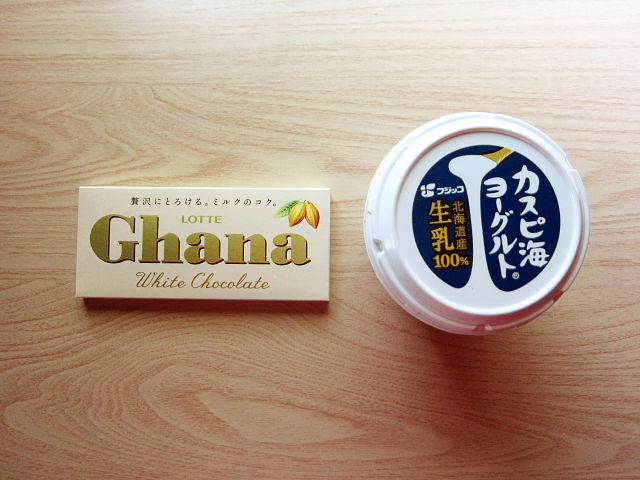 贅沢にとろける。ミルクのコク。
LOTTE
Ghana
White Chocolate
フジッコ
カスピ海
ヨーグルト®
北海道産
生乳
100%